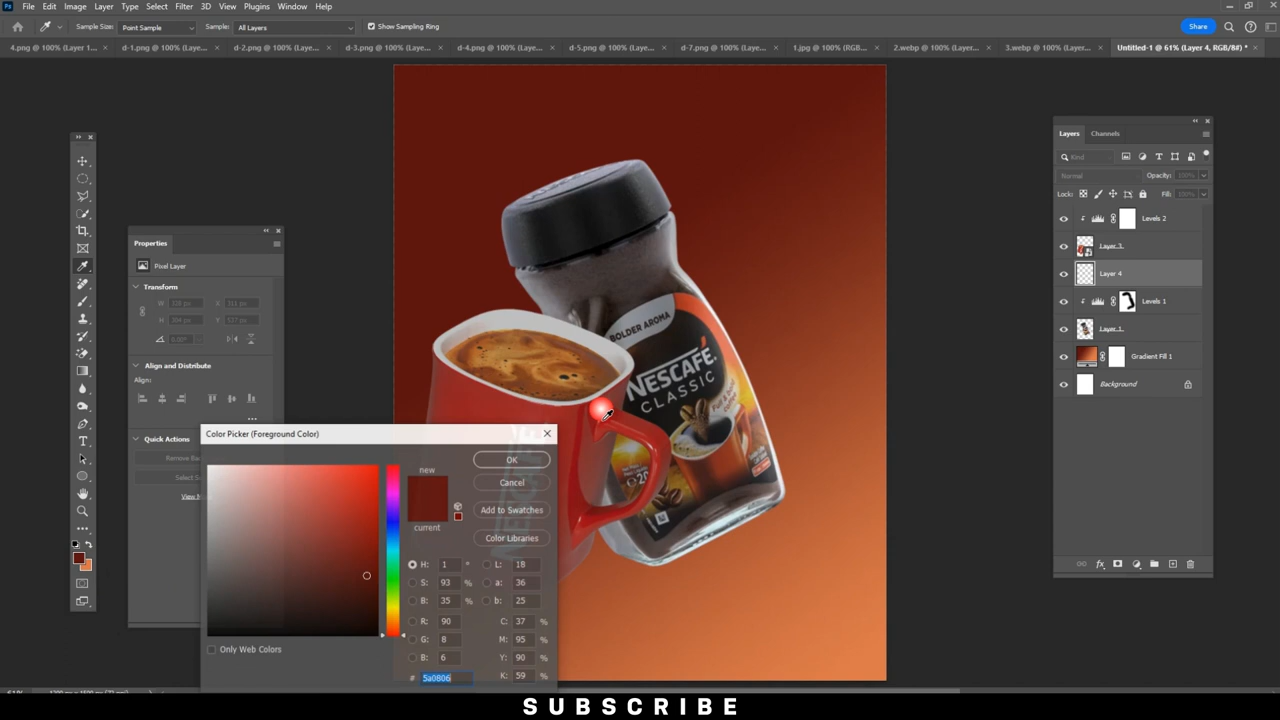 File Edit Image Layer Type Select Filter 3D View Plugins Window Help
Sample Size: Point Sample Sample: All Layers Show Sampling Ring Share
4.png @ 100% (Layer 1... d-1.png @ 100% (Layer... d-2.png @ 100% (Layer... d-3.png @ 100% (Layer... d-4.png @ 100% (Layer... d-5.png @ 100% (Layer... d-7.png @ 100% (Laye... 1.jpg @ 100% (RGB... 2.webp @ 100% (Layer... 3.webp @ 100% (Layer... Untitled-1 @ 61% (Layer 4, RGB/8#) *
Properties
Pixel Layer
Transform
W
X
H
Y
Align and Distribute
Align:
Quick Actions
Remove Ba
Select S
View M
BOLDER AROMA
NESCAFÉ
CLASSIC
Color Picker (Foreground Color)
new
current
OK
Cancel
Add to Swatches
Color Libraries
H: 1 ° L: 18
S: 93 % a: 36
B: 35 % b: 25
R: 90 C: 37 %
G: 8 M: 95 %
B: 6 Y: 90 %
# 5a0806 K: 59 %
Only Web Colors
Layers Channels
Kind
Normal Opacity: 100%
Lock: Fill: 100%
Levels 2
Layer 3
Layer 4
Levels 1
Layer 1
Gradient Fill 1
Background
SUBSCRIBE